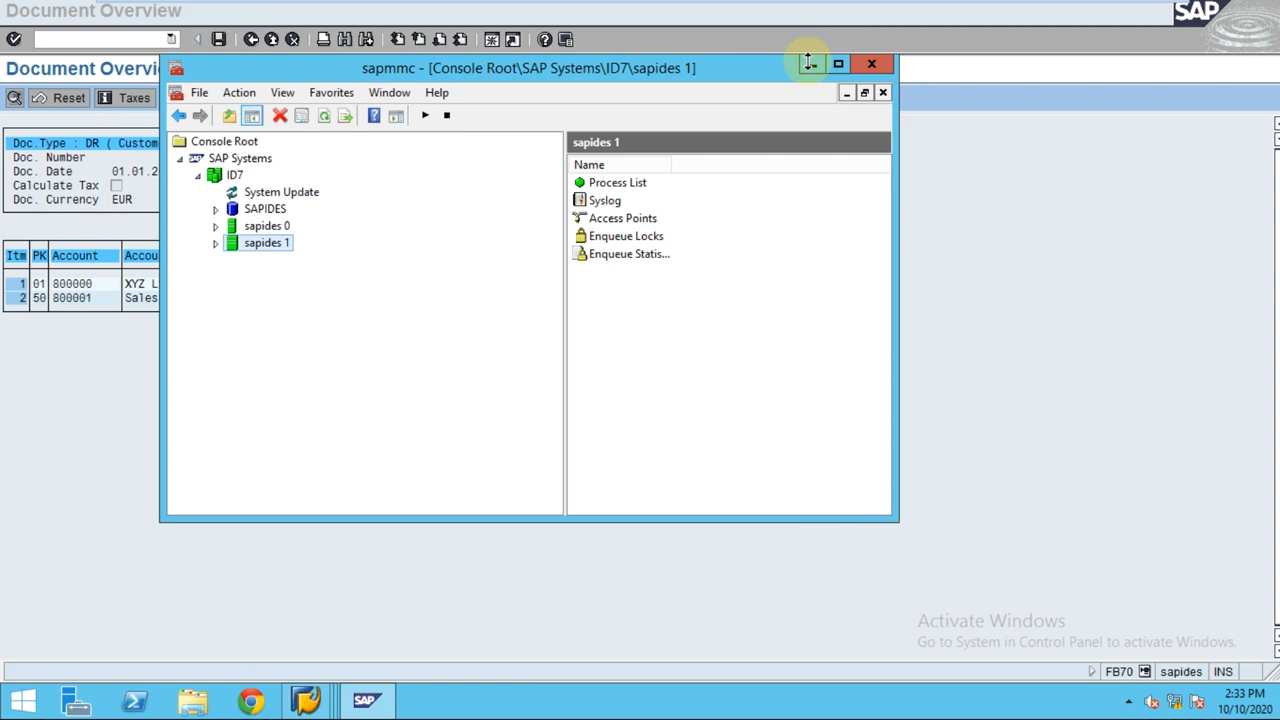 Document Overview
SAP
Document Overvi
sapmmc - [Console Root\SAP Systems\ID7\sapides 1]
Reset
Taxes
File Action View Favorites Window Help
Doc.Type : DR ( Custom
Doc. Number
Doc. Date 01.01.2
Calculate Tax
Doc. Currency EUR
Itm PK Account Accou
1 01 800000 XYZ L
2 50 800001 Sales
Console Root
SAP Systems
ID7
System Update
SAPIDES
sapides 0
sapides 1
sapides 1
Name
Process List
Syslog
Access Points
Enqueue Locks
Enqueue Statis...
Activate Windows
Go to System in Control Panel to activate Windows.
FB70 sapides INS
SAP
2:33 PM
10/10/2020